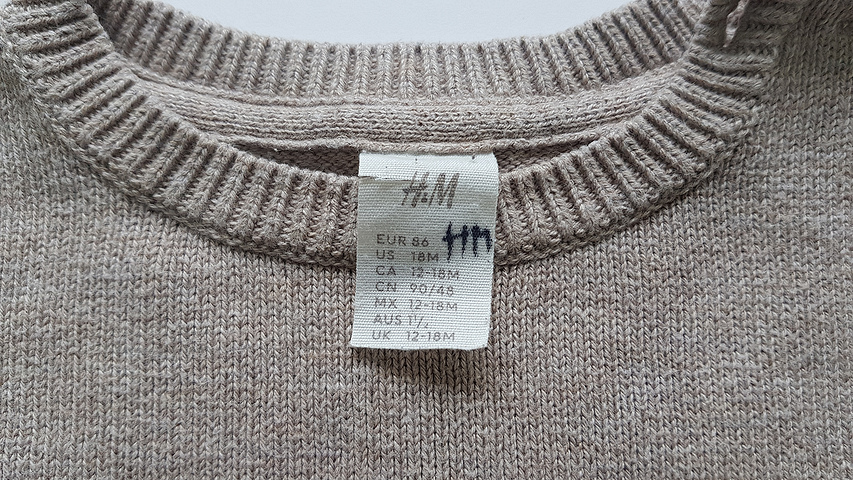 H&M
HM
EUR 86
US 18M
CA 12-18M
CN 90/48
MX 12-18M
AUS 1½
UK 12-18M